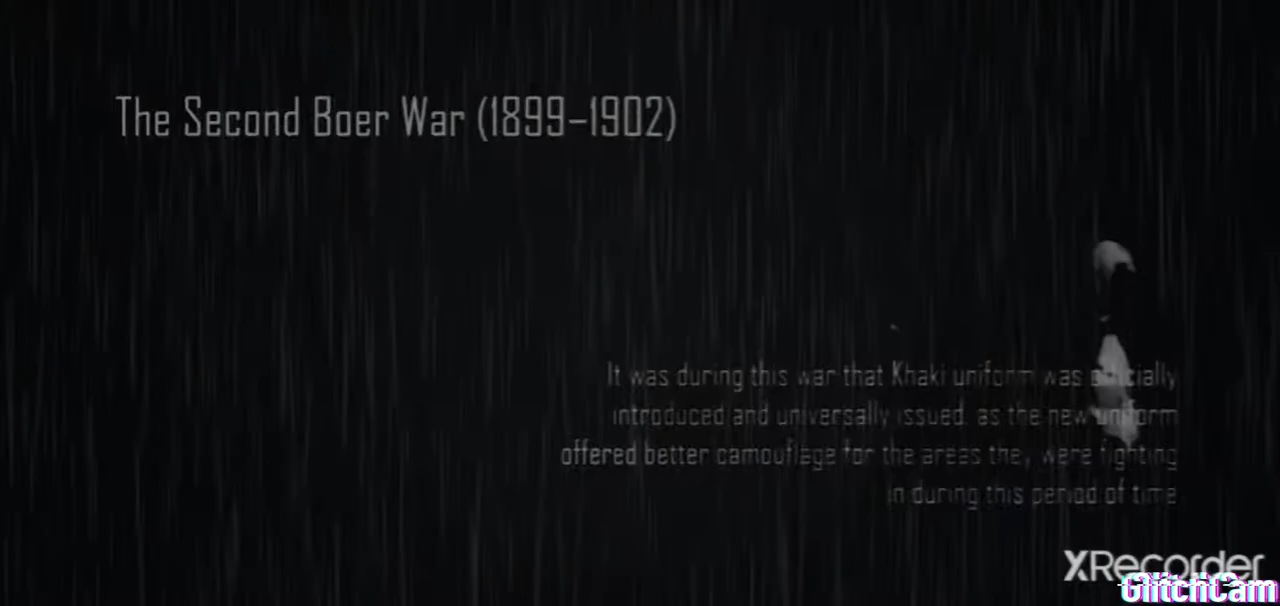 The Second Boer War (1899–1902)
It was during this war that Khaki uniform was officially
introduced and universally issued, as the new uniform
offered better camouflage for the areas they were fighting
in during this period of time
XRecorder
GlitchCam